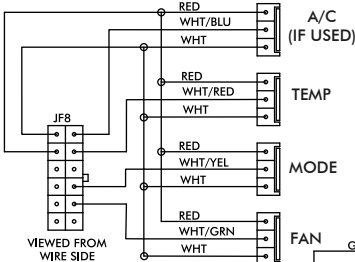 RED
WHT/BLU
WHT
A/C
(IF USED)
RED
WHT/RED
WHT
TEMP
JF8
RED
WHT/YEL
WHT
MODE
RED
WHT/GRN
WHT
FAN
VIEWED FROM
WIRE SIDE
G